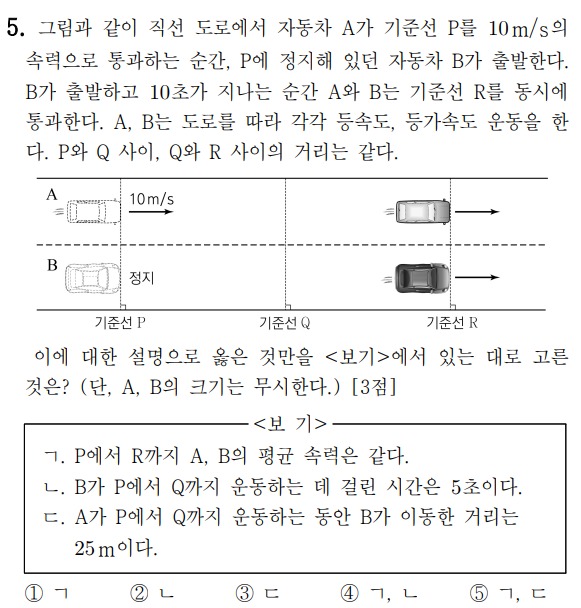 5. 그림과 같이 직선 도로에서 자동차 A가 기준선 P를 10m/s의
속력으로 통과하는 순간, P에 정지해 있던 자동차 B가 출발한다.
B가 출발하고 10초가 지나는 순간 A와 B는 기준선 R를 동시에
통과한다. A, B는 도로를 따라 각각 등속도, 등가속도 운동을 한
다. P와 Q 사이, Q와 R 사이의 거리는 같다.
A
10m/s
B
정지
기준선 P 기준선 Q 기준선 R
이에 대한 설명으로 옳은 것만을 <보기>에서 있는 대로 고른
것은? (단, A, B의 크기는 무시한다.) [3점]
<보 기>
ㄱ. P에서 R까지 A, B의 평균 속력은 같다.
ㄴ. B가 P에서 Q까지 운동하는 데 걸린 시간은 5초이다.
ㄷ. A가 P에서 Q까지 운동하는 동안 B가 이동한 거리는
25m이다.
① ㄱ ② ㄴ ③ ㄷ ④ ㄱ, ㄴ ⑤ ㄱ, ㄷ